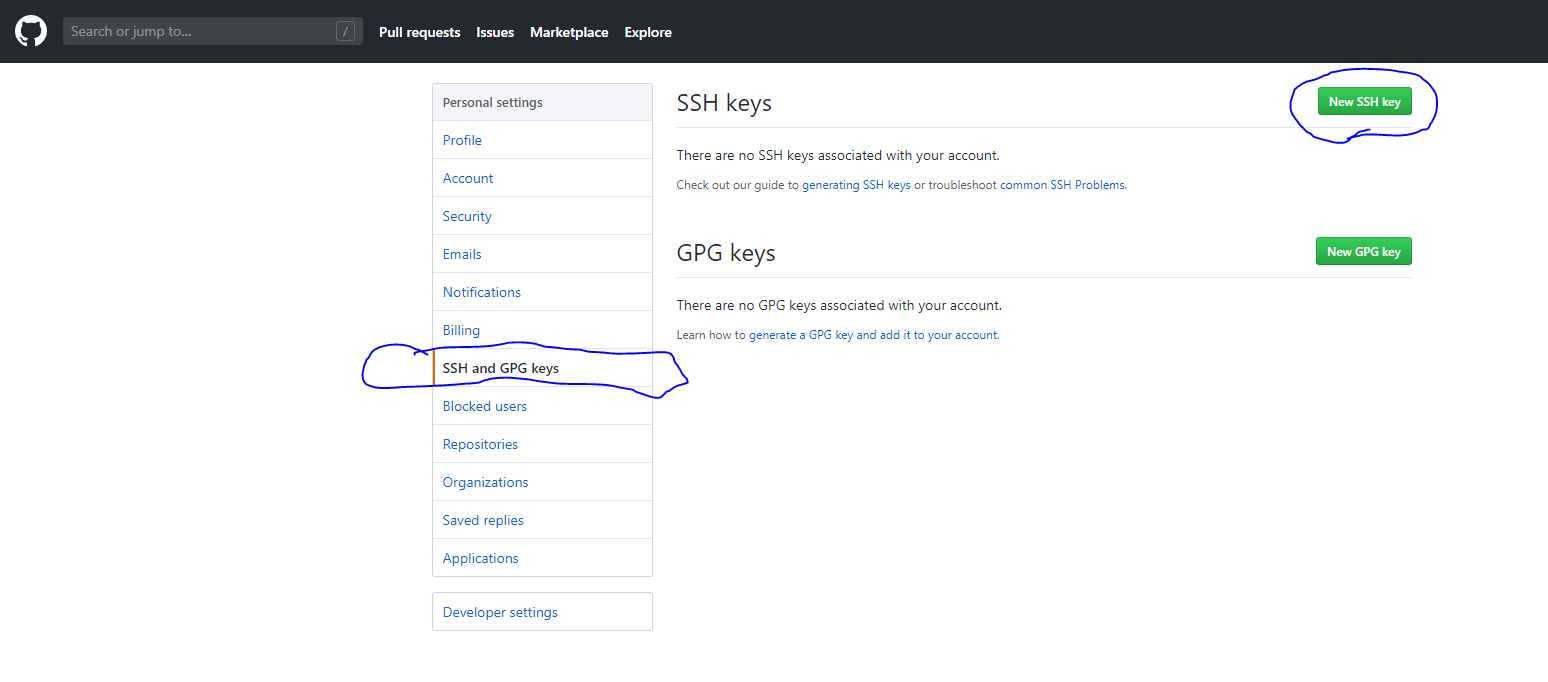 Search or jump to...
/
Pull requests Issues Marketplace Explore
Personal settings
Profile
Account
Security
Emails
Notifications
Billing
SSH and GPG keys
Blocked users
Repositories
Organizations
Saved replies
Applications
Developer settings
SSH keys
New SSH key
There are no SSH keys associated with your account.
Check out our guide to generating SSH keys or troubleshoot common SSH Problems.
GPG keys
New GPG key
There are no GPG keys associated with your account.
Learn how to generate a GPG key and add it to your account.